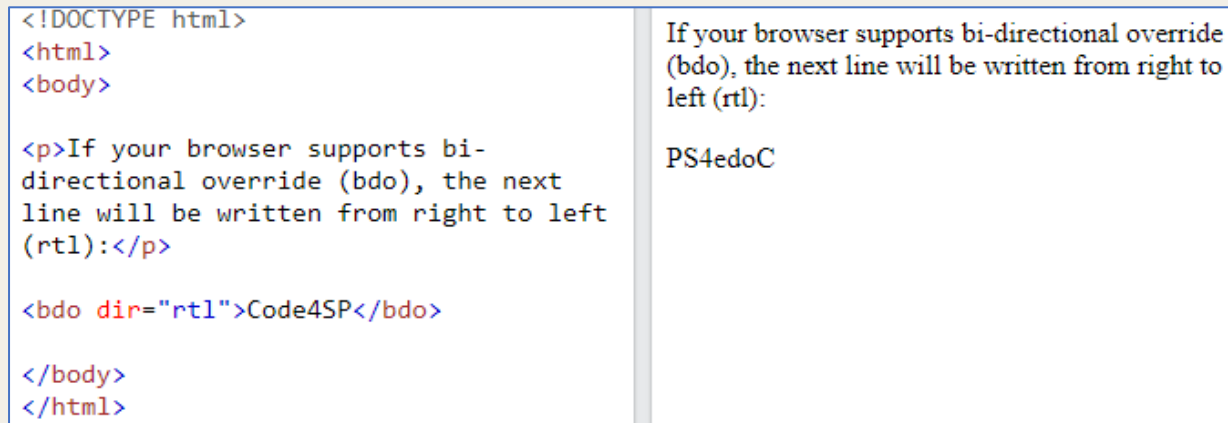 <!DOCTYPE html>
<html>
<body>
<p>If your browser supports bi-
directional override (bdo), the next
line will be written from right to left
(rtl):</p>
<bdo dir="rtl">Code4SP</bdo>
</body>
</html>
If your browser supports bi-directional override
(bdo), the next line will be written from right to
left (rtl):
PS4edoC